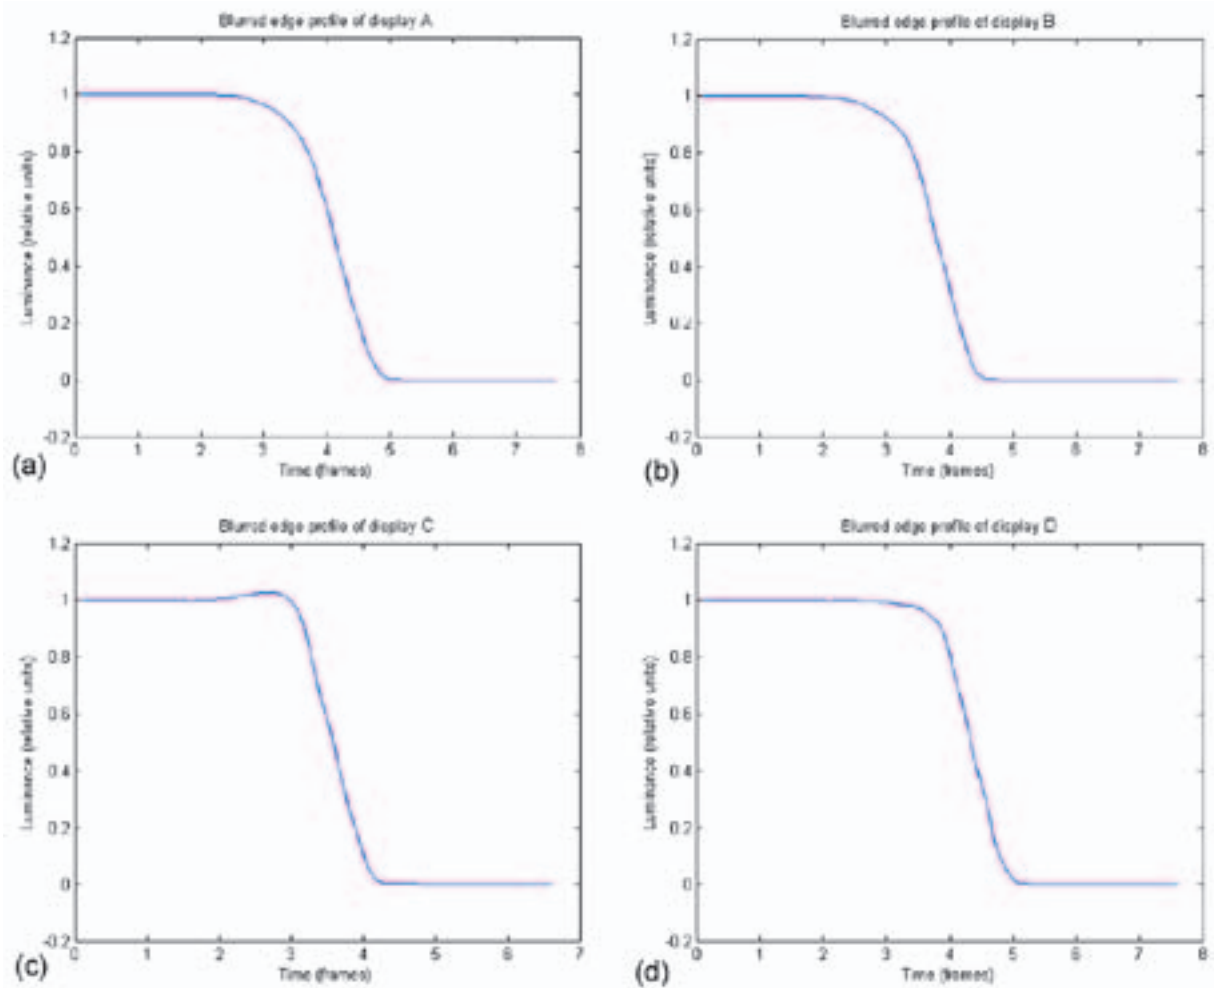 Blurred edge profile of display A
1.2
1
0.8
0.6
0.4
0.2
0
-0.2
Luminance (relative units)
0 1 2 3 4 5 6 7 8
Time (frames)
(a)
Blurred edge profile of display B
1.2
1
0.8
0.6
0.4
0.2
0
-0.2
Luminance (relative units)
0 1 2 3 4 5 6 7 8
Time (frames)
(b)
Blurred edge profile of display C
1.2
1
0.8
0.6
0.4
0.2
0
-0.2
Luminance (relative units)
0 1 2 3 4 5 6 7
Time (frames)
(c)
Blurred edge profile of display D
1.2
1
0.8
0.6
0.4
0.2
0
-0.2
Luminance (relative units)
0 1 2 3 4 5 6 7 8
Time (frames)
(d)